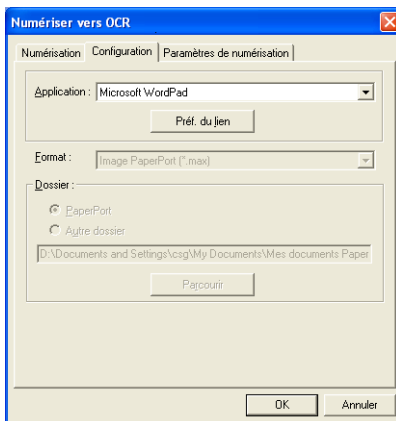 Numériser vers OCR
Numérisation Configuration Paramètres de numérisation
Application : Microsoft WordPad
Préf. du lien
Format : Image PaperPort (*.max)
Dossier :
PaperPort
Autre dossier
D:\Documents and Settings\csg\My Documents\Mes documents Paper
Parcourir
OK Annuler